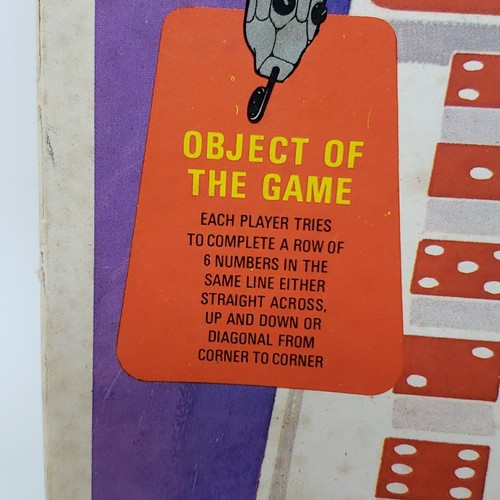 OBJECT OF
THE GAME
EACH PLAYER TRIES
TO COMPLETE A ROW OF
6 NUMBERS IN THE
SAME LINE EITHER
STRAIGHT ACROSS,
UP AND DOWN OR
DIAGONAL FROM
CORNER TO CORNER